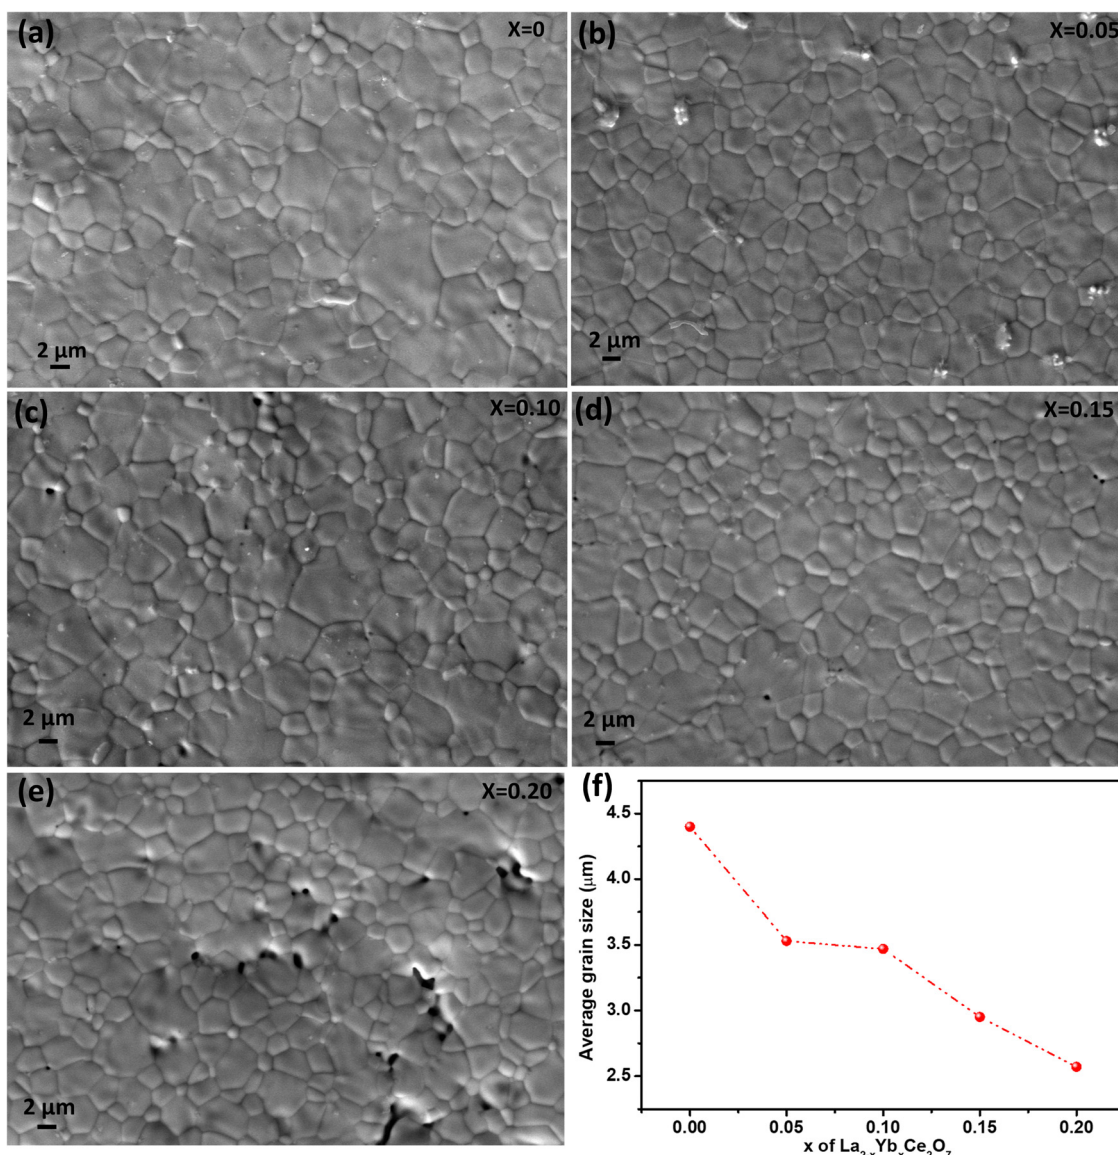 (a) X=0
2 μm
(b) X=0.05
2 μm
(c) X=0.10
2 μm
(d) X=0.15
2 μm
(e) X=0.20
2 μm
(f)
Average grain size (μm)
4.5
4.0
3.5
3.0
2.5
0.00 0.05 0.10 0.15 0.20
x of La₂₋ₓYbₓCe₂O₇